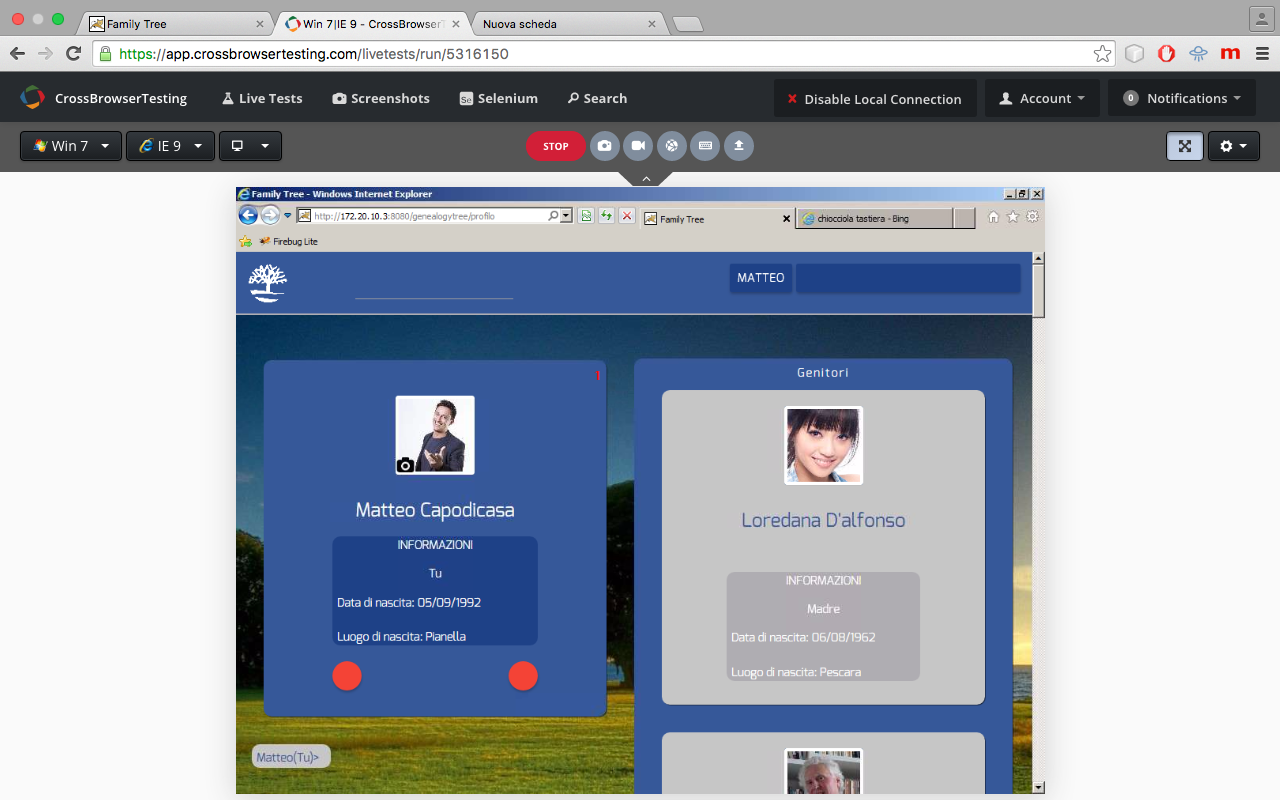 Family Tree
Win 7|IE 9 - CrossBrowserT
Nuova scheda
https://app.crossbrowsertesting.com/livetests/run/5316150
m
CrossBrowserTesting
Live Tests
Screenshots
Se Selenium
Search
Disable Local Connection
Account
0 Notifications
Win 7
IE 9
STOP
Family Tree - Windows Internet Explorer
http://172.20.10.3:8080/genealogytree/profilo
Family Tree
chiocciola tastiera - Bing
Firebug Lite
MATTEO
Genitori
Matteo Capodicasa
INFORMAZIONI
Tu
Data di nascita: 05/09/1992
Luogo di nascita: Pianella
Loredana D'alfonso
INFORMAZIONI
Madre
Data di nascita: 06/08/1962
Luogo di nascita: Pescara
Matteo(Tu)>